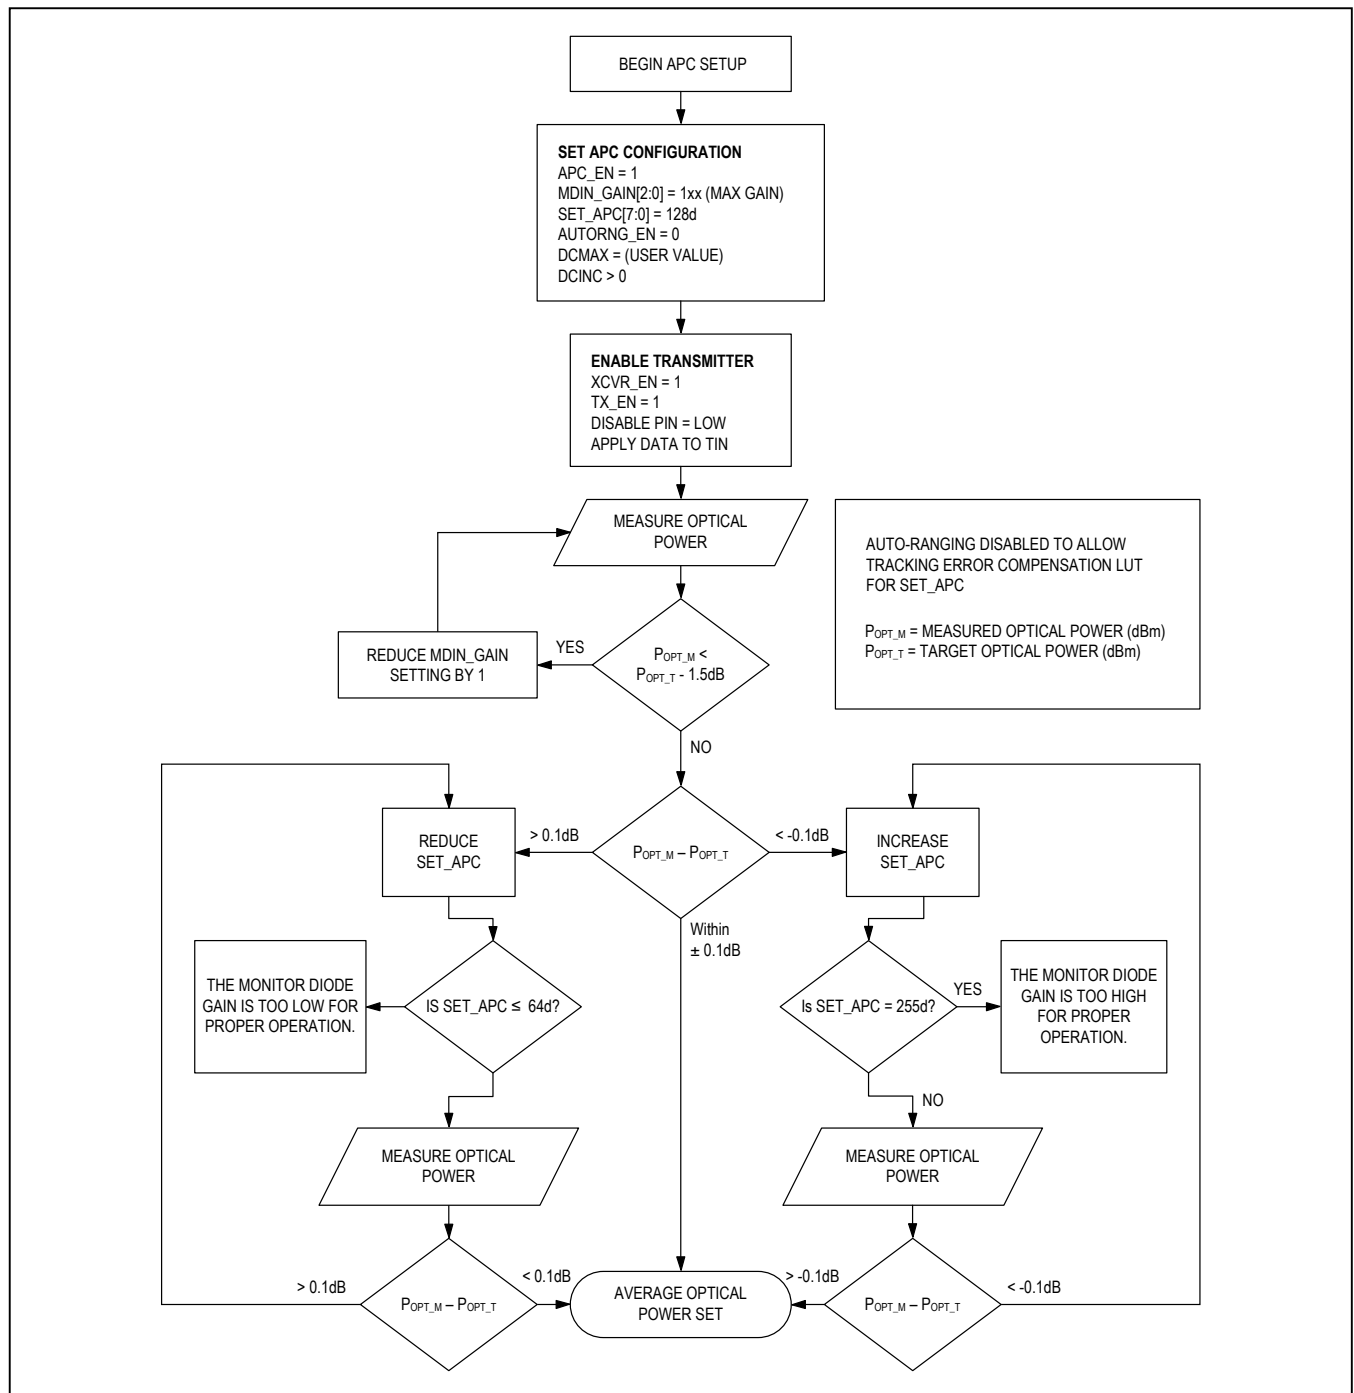 BEGIN APC SETUP
SET APC CONFIGURATION
APC_EN = 1
MDIN_GAIN[2:0] = 1xx (MAX GAIN)
SET_APC[7:0] = 128d
AUTORNG_EN = 0
DCMAX = (USER VALUE)
DCINC > 0
ENABLE TRANSMITTER
XCVR_EN = 1
TX_EN = 1
DISABLE PIN = LOW
APPLY DATA TO TIN
MEASURE OPTICAL
POWER
AUTO-RANGING DISABLED TO ALLOW
TRACKING ERROR COMPENSATION LUT
FOR SET_APC
POPT_M = MEASURED OPTICAL POWER (dBm)
POPT_T = TARGET OPTICAL POWER (dBm)
REDUCE MDIN_GAIN
SETTING BY 1
YES
POPT_M <
POPT_T - 1.5dB
NO
REDUCE
SET_APC
> 0.1dB
POPT_M – POPT_T
< -0.1dB
INCREASE
SET_APC
Within
± 0.1dB
THE MONITOR DIODE
GAIN IS TOO LOW FOR
PROPER OPERATION.
IS SET_APC ≤ 64d?
Is SET_APC = 255d?
YES
THE MONITOR DIODE
GAIN IS TOO HIGH
FOR PROPER
OPERATION.
NO
MEASURE OPTICAL
POWER
MEASURE OPTICAL
POWER
> 0.1dB
POPT_M – POPT_T
< 0.1dB
AVERAGE OPTICAL
POWER SET
> -0.1dB
POPT_M – POPT_T
< -0.1dB